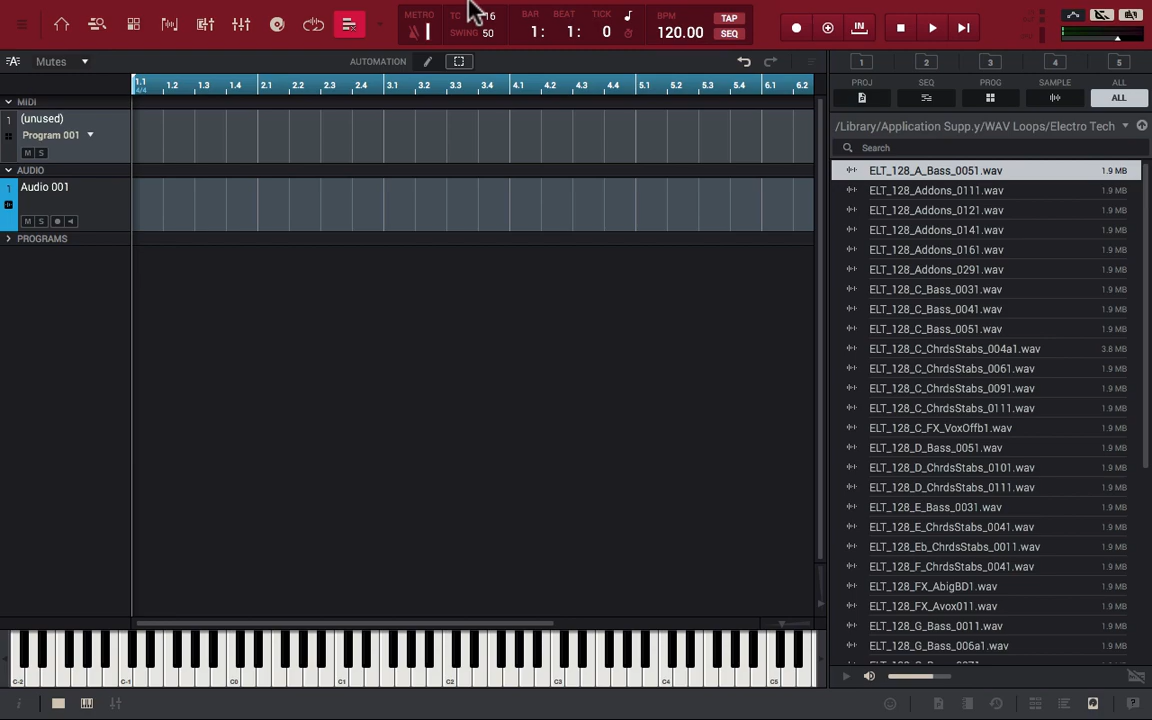 METRO
TC
16
SWING 50
BAR BEAT TICK
1: 1: 0
BPM
120.00
TAP
SEQ
IN
Mutes
AUTOMATION
1.1 1.2 1.3 1.4 2.1 2.2 2.3 2.4 3.1 3.2 3.3 3.4 4.1 4.2 4.3 4.4 5.1 5.2 5.3 5.4 6.1 6.2
4/4
MIDI
1 (unused)
Program 001
M S
AUDIO
1 Audio 001
M S
PROGRAMS
1 2 3 4 5
PROJ SEQ PROG SAMPLE ALL
ALL
/Library/Application Supp.y/WAV Loops/Electro Tech
Search
ELT_128_A_Bass_0051.wav 1.9 MB
ELT_128_Addons_0111.wav 1.9 MB
ELT_128_Addons_0121.wav 1.9 MB
ELT_128_Addons_0141.wav 1.9 MB
ELT_128_Addons_0161.wav 1.9 MB
ELT_128_Addons_0291.wav 1.9 MB
ELT_128_C_Bass_0031.wav 1.9 MB
ELT_128_C_Bass_0041.wav 1.9 MB
ELT_128_C_Bass_0051.wav 1.9 MB
ELT_128_C_ChrdsStabs_004a1.wav 3.8 MB
ELT_128_C_ChrdsStabs_0061.wav 1.9 MB
ELT_128_C_ChrdsStabs_0091.wav 1.9 MB
ELT_128_C_ChrdsStabs_0111.wav 1.9 MB
ELT_128_C_FX_VoxOffb1.wav 1.9 MB
ELT_128_D_Bass_0051.wav 1.9 MB
ELT_128_D_ChrdsStabs_0101.wav 1.9 MB
ELT_128_D_ChrdsStabs_0111.wav 1.9 MB
ELT_128_E_Bass_0031.wav 1.9 MB
ELT_128_E_ChrdsStabs_0041.wav 1.9 MB
ELT_128_Eb_ChrdsStabs_0011.wav 1.9 MB
ELT_128_F_ChrdsStabs_0041.wav 1.9 MB
ELT_128_FX_AbigBD1.wav 1.9 MB
ELT_128_FX_Avox011.wav 1.9 MB
ELT_128_G_Bass_0011.wav 1.9 MB
ELT_128_G_Bass_006a1.wav 1.9 MB
C-2 C-1 C0 C1 C2 C3 C4 C5